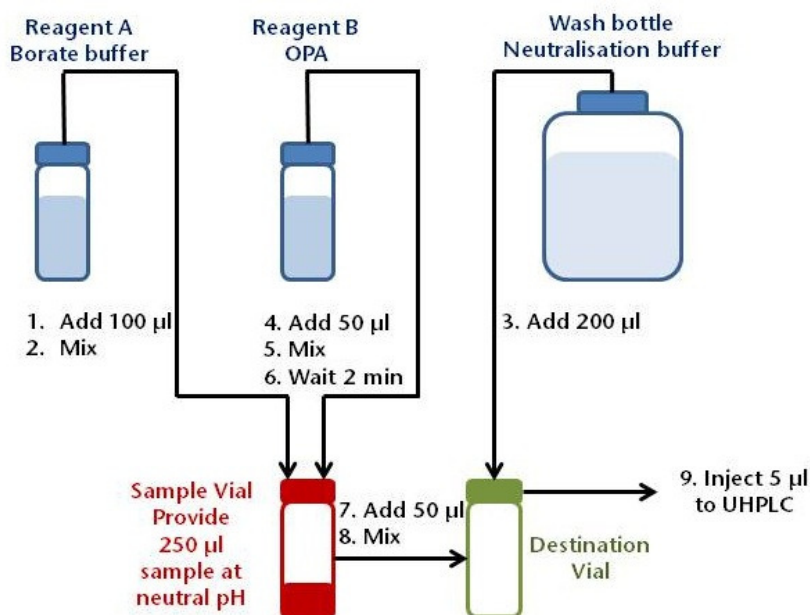 Reagent A
Borate buffer
Reagent B
OPA
Wash bottle
Neutralisation buffer
1. Add 100 µl
2. Mix
4. Add 50 µl
5. Mix
6. Wait 2 min
3. Add 200 µl
Sample Vial
Provide
250 µl
sample at
neutral pH
7. Add 50 µl
8. Mix
Destination
Vial
9. Inject 5 µl
to UHPLC